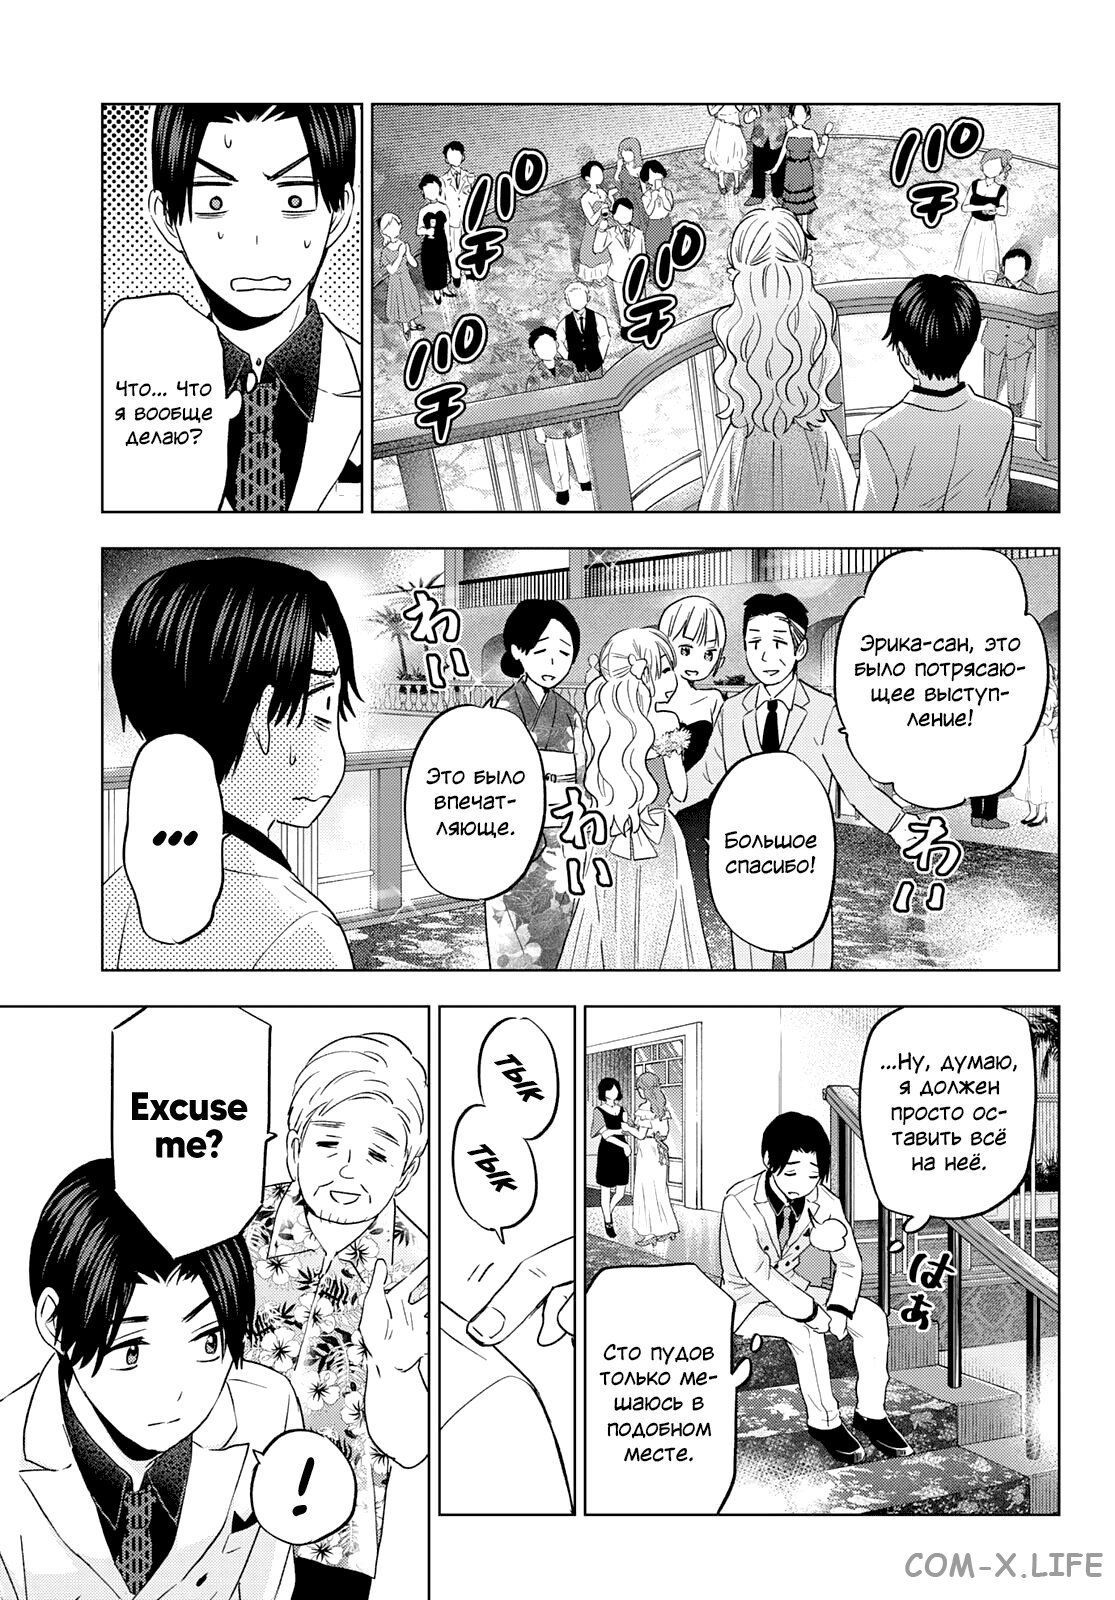 パチ
パチ
パチ
パチ
ЧТО... ЧТО
Я ВООБЩЕ
ДЕЛАЮ?
ЭРИКА-САН, ЭТО
БЫЛО ПОТРЯСАЮ-
ЩЕЕ ВЫСТУП-
ЛЕНИЕ!
わい
わい
БОЛЬШОЕ
СПАСИБО!
ЭТО БЫЛО
ВПЕЧАТ-
ЛЯЮЩЕ.
わい
...
...НУ, ДУМАЮ,
Я ДОЛЖЕН
ПРОСТО ОС-
ТАВИТЬ ВСЁ
НА НЕЁ.
はぁ
СТО ПУДОВ
ТОЛЬКО МЕ-
ШАЮСЬ В
ПОДОБНОМ
МЕСТЕ.
ТЫК
ТЫК
Excuse
me?
!
COM-X.LIFE